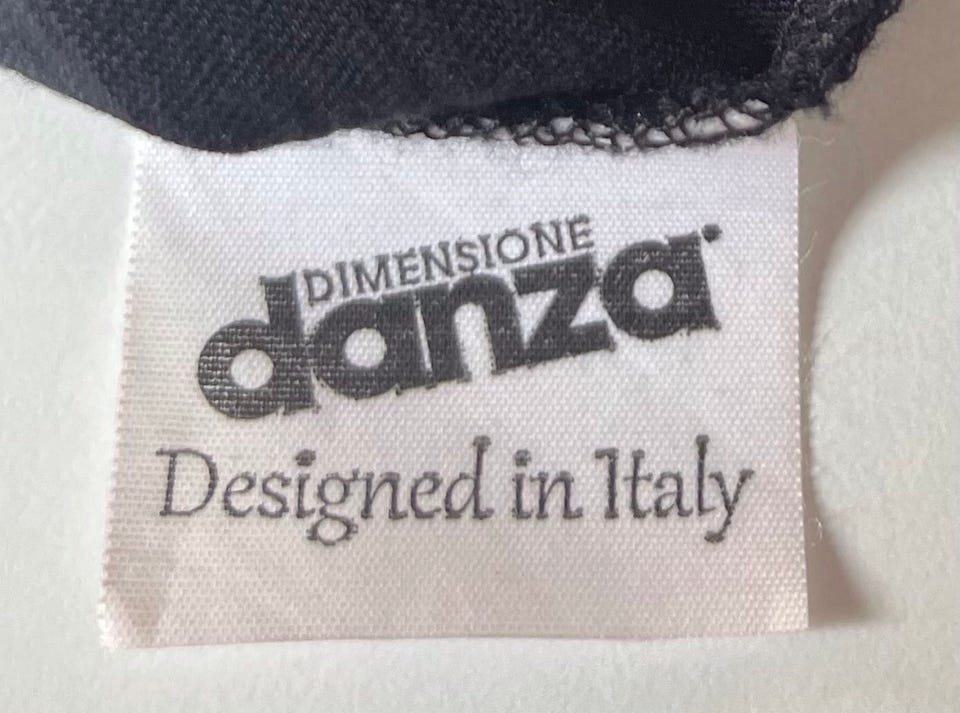 DIMENSIONE
danza
Designed in Italy